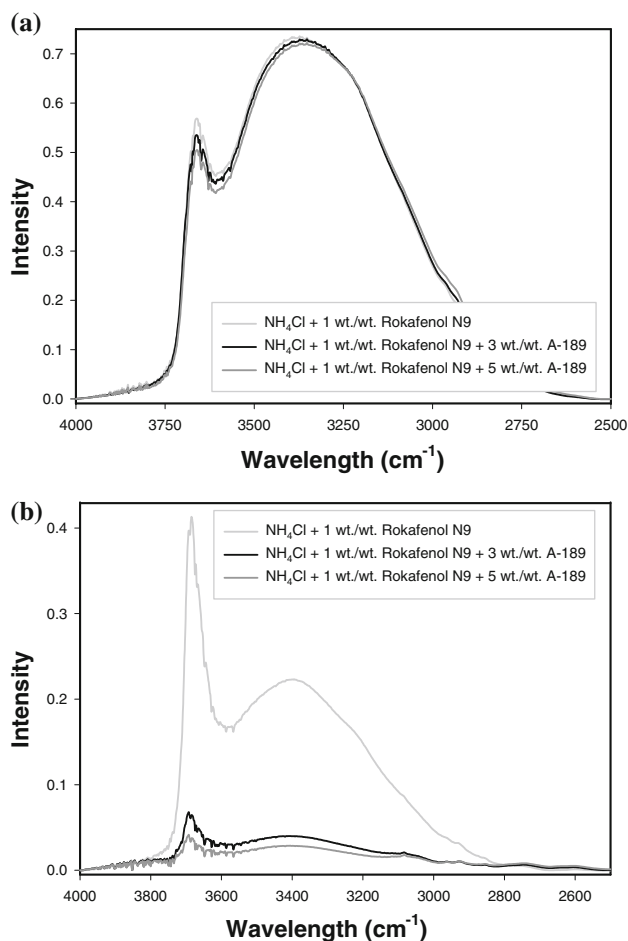 (a)
0.7
0.6
0.5
0.4
0.3
0.2
0.1
0.0
Intensity
NH₄Cl + 1 wt./wt. Rokafenol N9
NH₄Cl + 1 wt./wt. Rokafenol N9 + 3 wt./wt. A-189
NH₄Cl + 1 wt./wt. Rokafenol N9 + 5 wt./wt. A-189
4000 3750 3500 3250 3000 2750 2500
Wavelength (cm⁻¹)
(b)
0.4
0.3
0.2
0.1
0.0
Intensity
NH₄Cl + 1 wt./wt. Rokafenol N9
NH₄Cl + 1 wt./wt. Rokafenol N9 + 3 wt./wt. A-189
NH₄Cl + 1 wt./wt. Rokafenol N9 + 5 wt./wt. A-189
4000 3800 3600 3400 3200 3000 2800 2600
Wavelength (cm⁻¹)